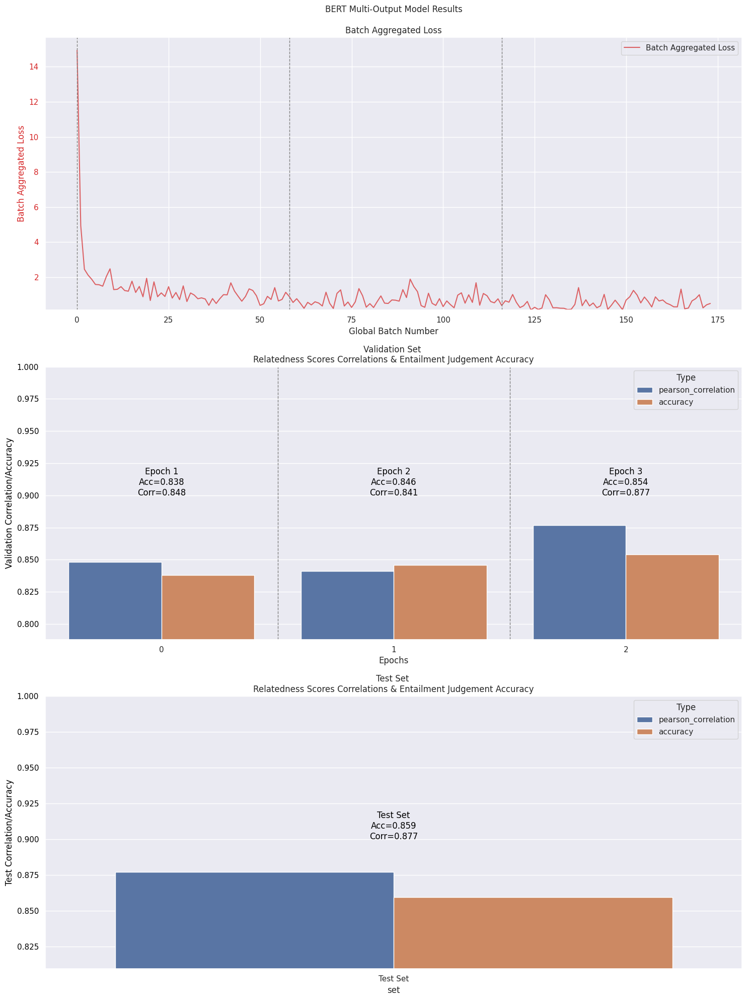 BERT Multi-Output Model Results
Batch Aggregated Loss
Batch Aggregated Loss
14
12
10
8
6
4
2
Batch Aggregated Loss
0
25
50
75
100
125
150
175
Global Batch Number
Validation Set
Relatedness Scores Correlations & Entailment Judgement Accuracy
Type
pearson_correlation
accuracy
1.000
0.975
0.950
0.925
0.900
0.875
0.850
0.825
0.800
Validation Correlation/Accuracy
Epoch 1
Acc=0.838
Corr=0.848
Epoch 2
Acc=0.846
Corr=0.841
Epoch 3
Acc=0.854
Corr=0.877
0
1
2
Epochs
Test Set
Relatedness Scores Correlations & Entailment Judgement Accuracy
Type
pearson_correlation
accuracy
1.000
0.975
0.950
0.925
0.900
0.875
0.850
0.825
Test Correlation/Accuracy
Test Set
Acc=0.859
Corr=0.877
Test Set
set